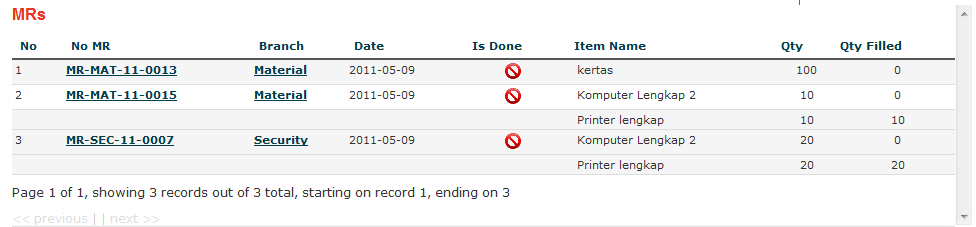 MRs
No No MR Branch Date Is Done Item Name Qty Qty Filled
1 MR-MAT-11-0013 Material 2011-05-09 kertas 100 0
2 MR-MAT-11-0015 Material 2011-05-09 Komputer Lengkap 2 10 0
Printer lengkap 10 10
3 MR-SEC-11-0007 Security 2011-05-09 Komputer Lengkap 2 20 0
Printer lengkap 20 20
Page 1 of 1, showing 3 records out of 3 total, starting on record 1, ending on 3
<< previous | | next >>